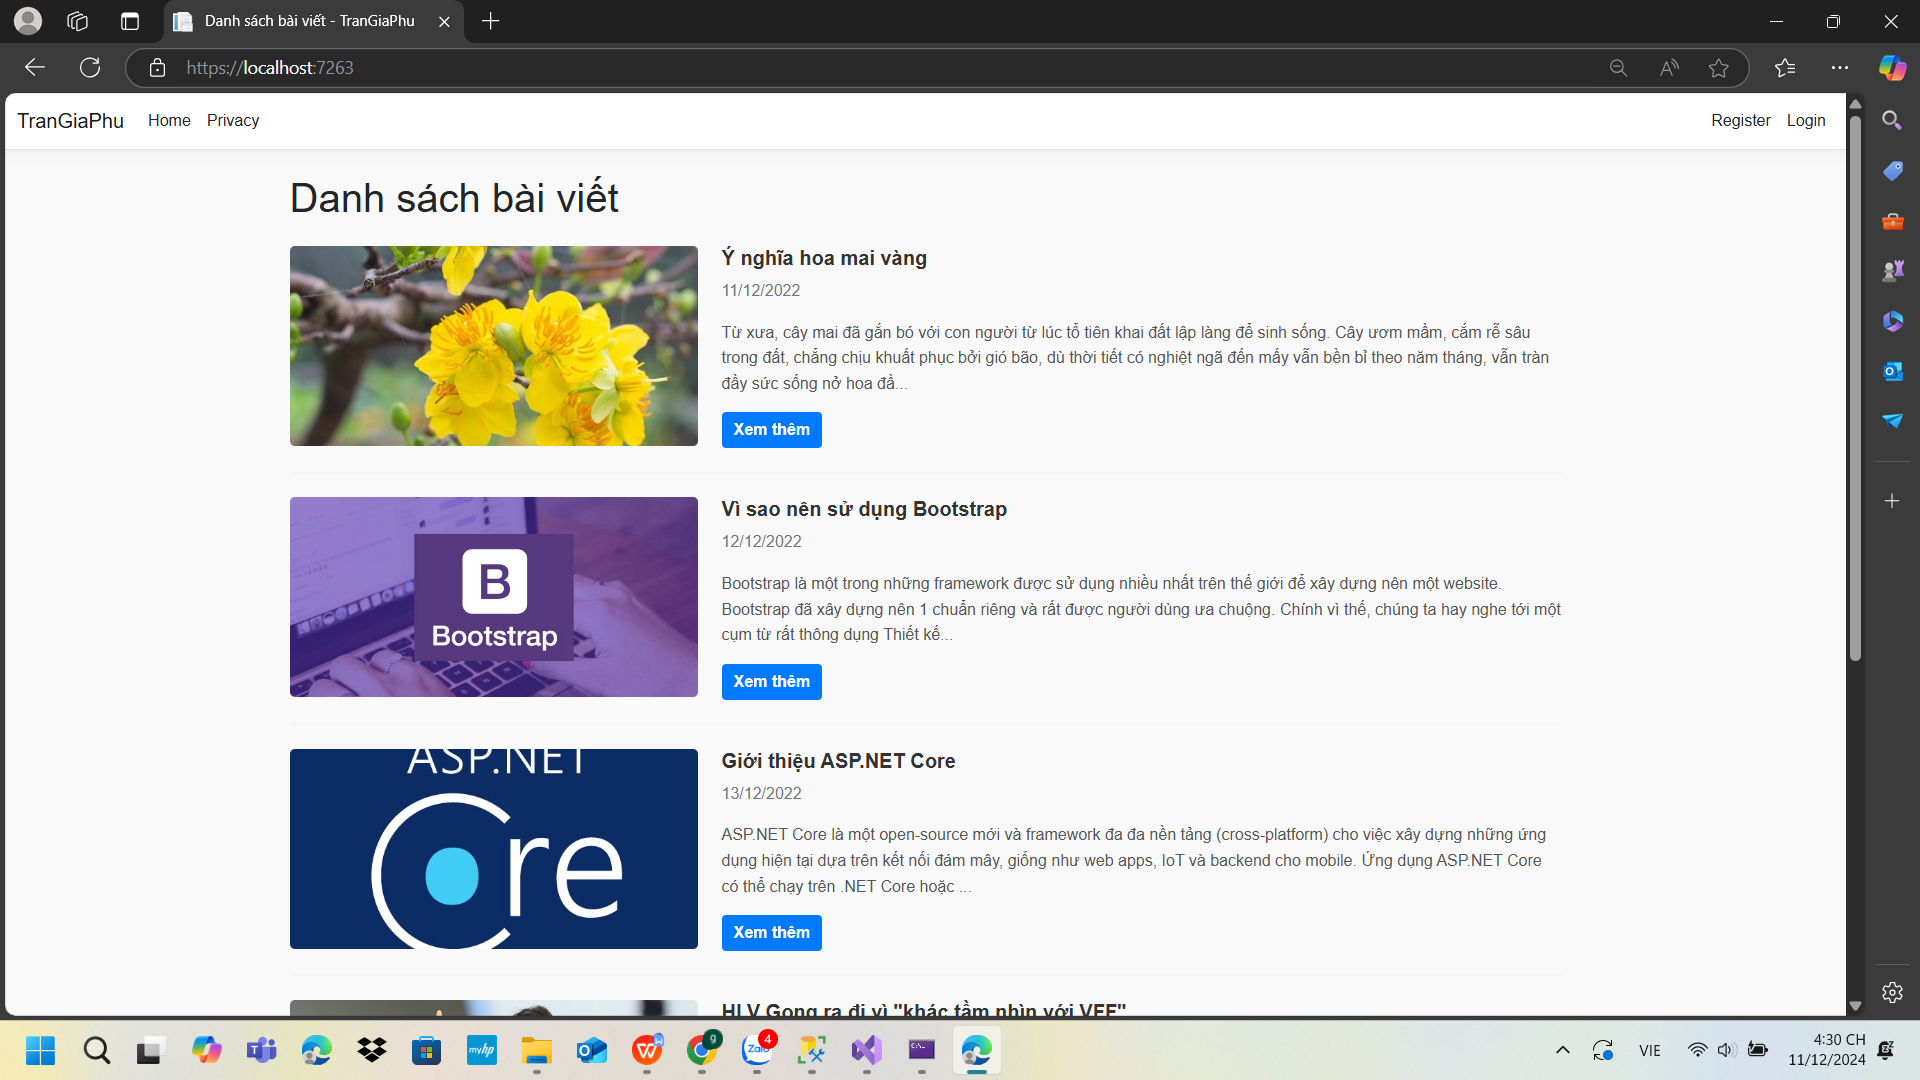 Danh sách bài viết - TranGiaPhu
https://localhost:7263
TranGiaPhu Home Privacy Register Login
Danh sách bài viết
Ý nghĩa hoa mai vàng
11/12/2022
Từ xưa, cây mai đã gắn bó với con người từ lúc tổ tiên khai đất lập làng để sinh sống. Cây ươm mầm, cắm rễ sâu
trong đất, chẳng chịu khuất phục bởi gió bão, dù thời tiết có nghiệt ngã đến mấy vẫn bền bỉ theo năm tháng, vẫn tràn
đầy sức sống nở hoa đầ...
Xem thêm
B
Bootstrap
Vì sao nên sử dụng Bootstrap
12/12/2022
Bootstrap là một trong những framework được sử dụng nhiều nhất trên thế giới để xây dựng nên một website.
Bootstrap đã xây dựng nên 1 chuẩn riêng và rất được người dùng ưa chuộng. Chính vì thế, chúng ta hay nghe tới một
cụm từ rất thông dụng Thiết kế...
Xem thêm
ASP.NET
Core
Giới thiệu ASP.NET Core
13/12/2022
ASP.NET Core là một open-source mới và framework đa đa nền tảng (cross-platform) cho việc xây dựng những ứng
dụng hiện tại dựa trên kết nối đám mây, giống như web apps, IoT và backend cho mobile. Ứng dụng ASP.NET Core
có thể chạy trên .NET Core hoặc ...
Xem thêm
HLV Gong ra đi vì "khác tầm nhìn với VFF"
myhp
Zalo
4
g
VIE
4:30 CH
11/12/2024